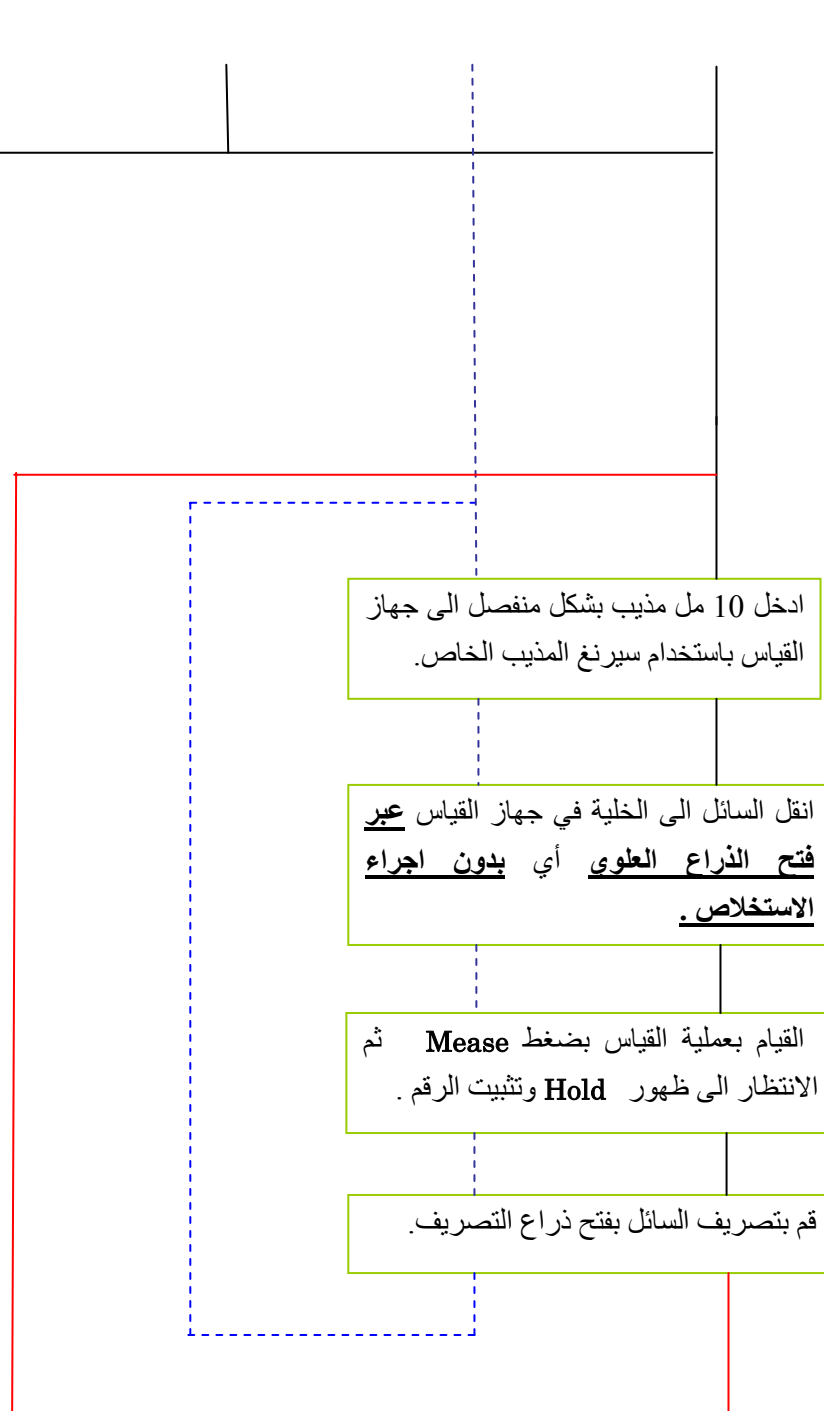 ادخل 10 مل مذيب بشكل منفصل الى جهاز
القياس باستخدام سيرنغ المذيب الخاص.
انقل السائل الى الخلية في جهاز القياس عبر
فتح الذراع العلوي أي بدون اجراء
الاستخلاص .
القيام بعملية القياس بضغط Mease ثم
الانتظار الى ظهور Hold وتثبيت الرقم .
قم بتصريف السائل بفتح ذراع التصريف.